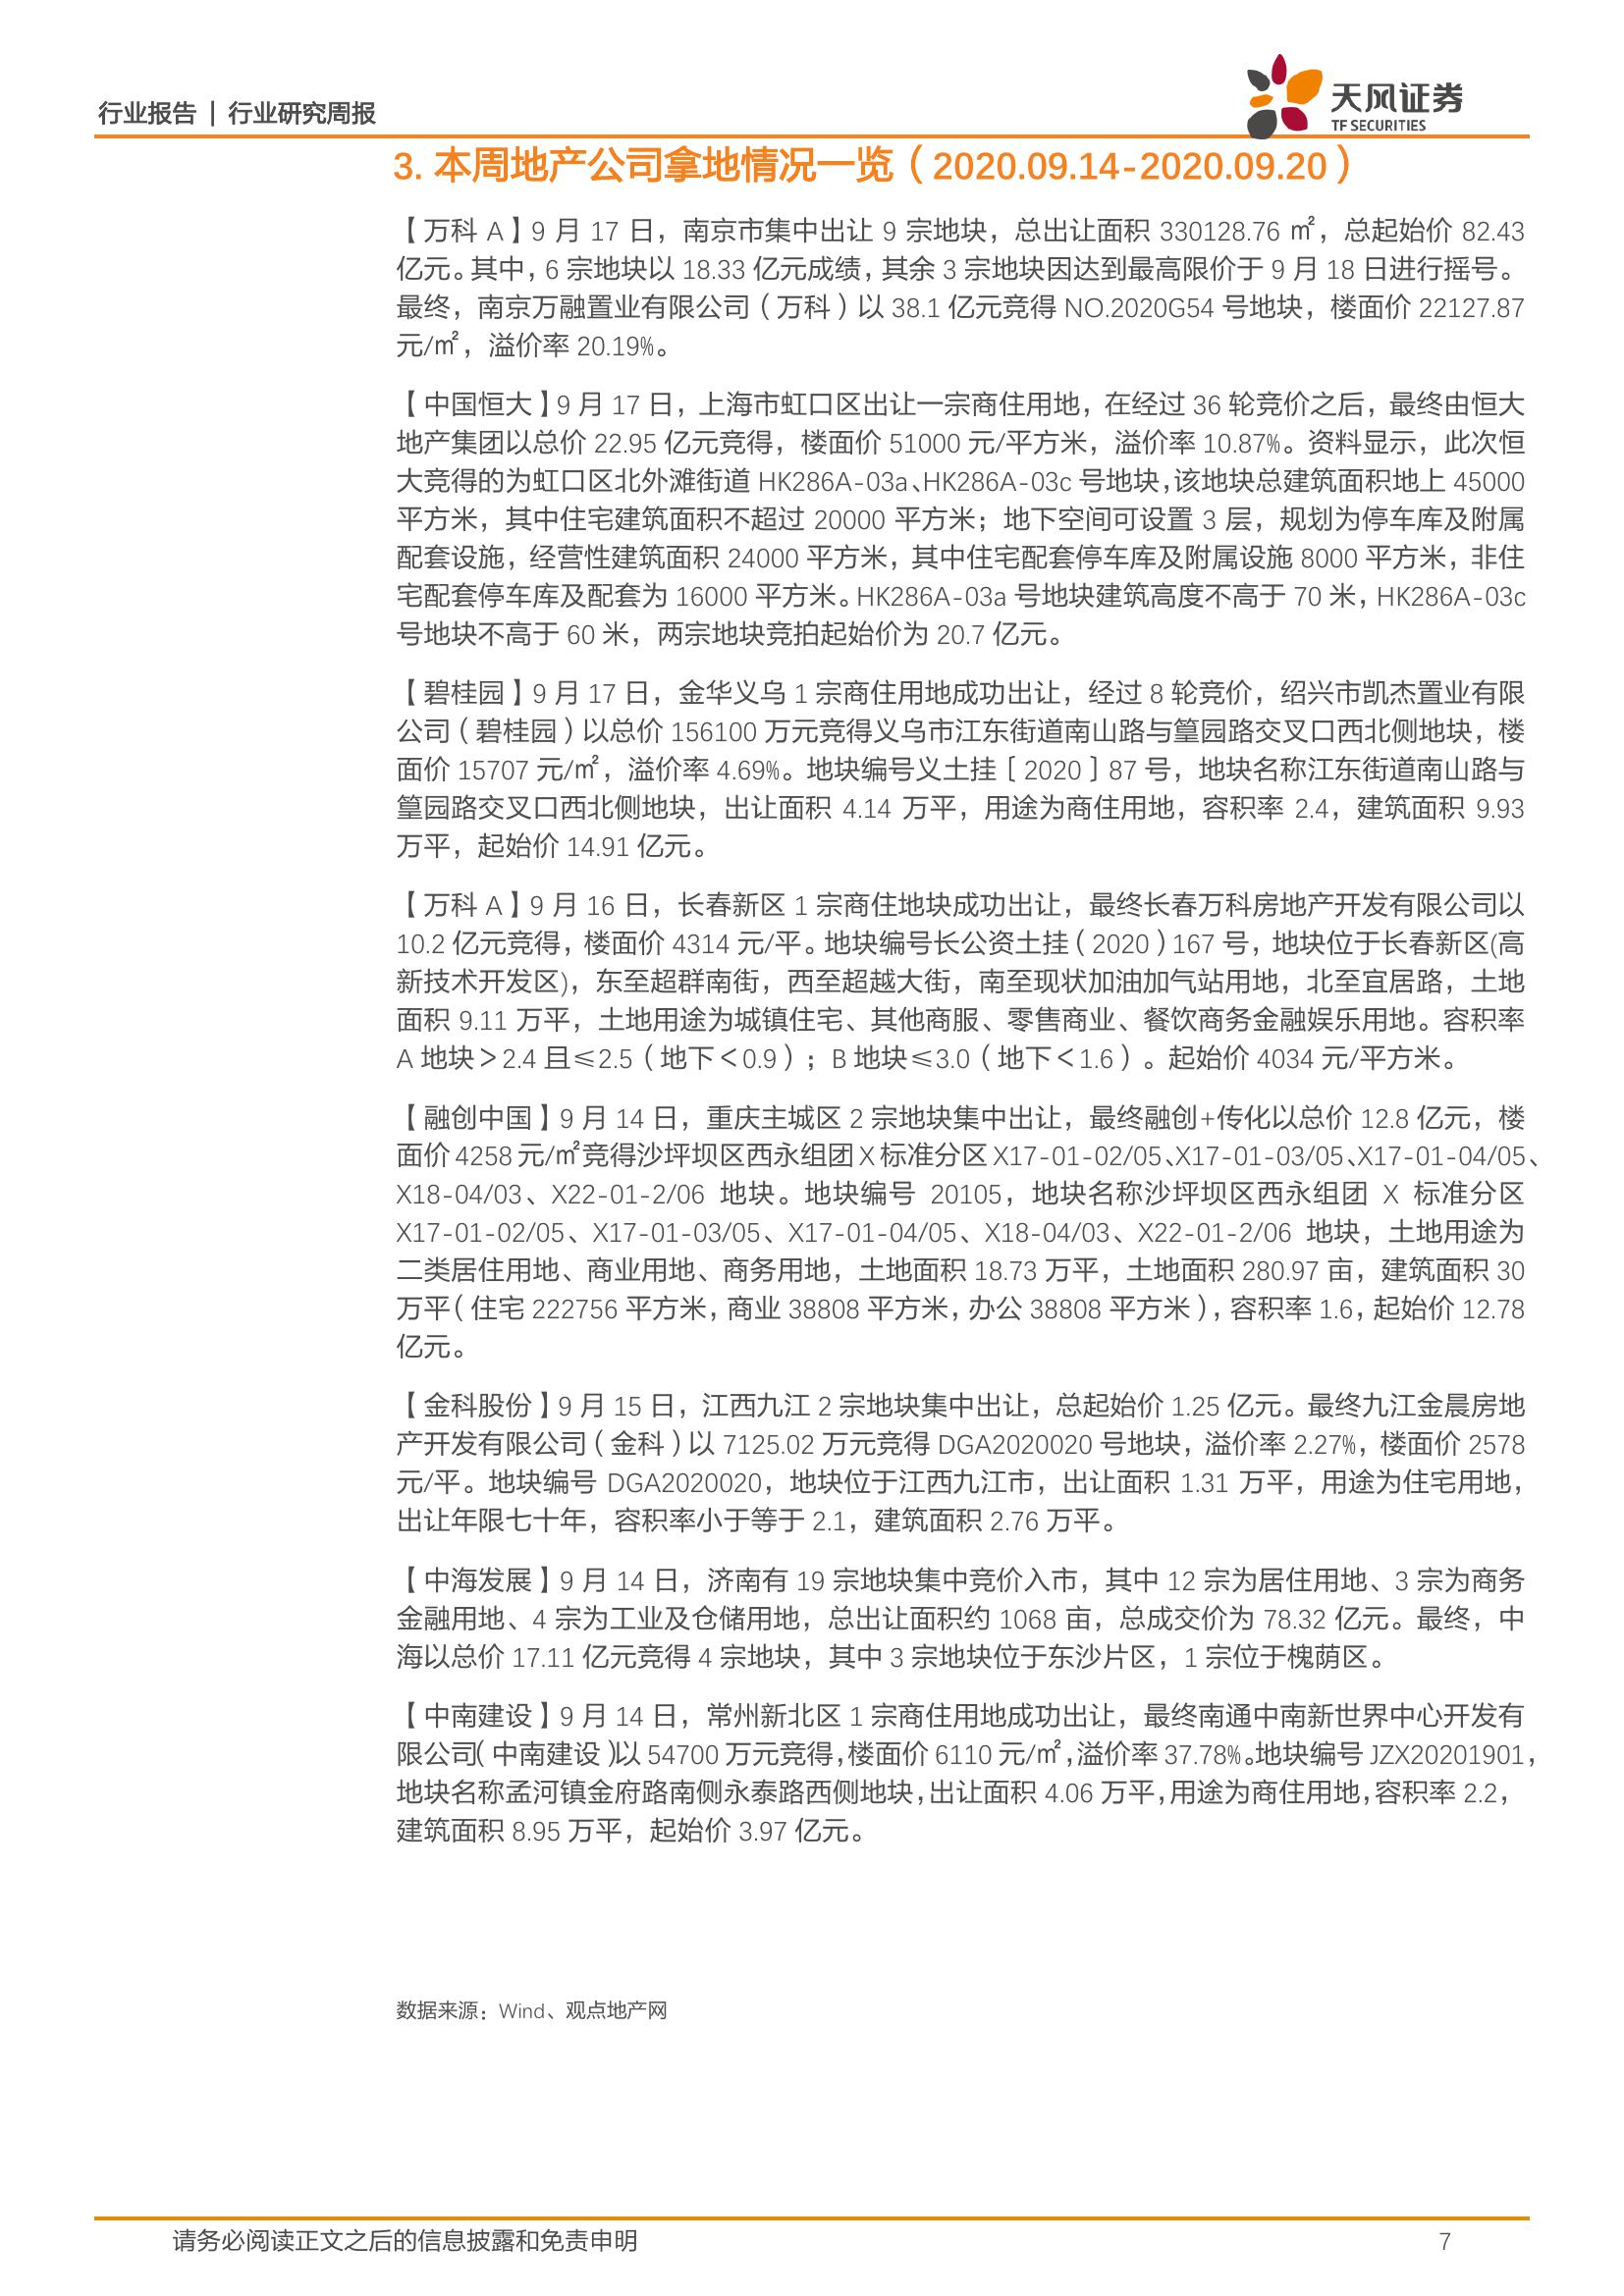 行业报告 | 行业研究周报
天风证券
TF SECURITIES
3. 本周地产公司拿地情况一览（2020.09.14-2020.09.20）
【万科 A】9 月 17 日，南京市集中出让 9 宗地块，总出让面积 330128.76 ㎡，总起始价 82.43
亿元。其中，6 宗地块以 18.33 亿元成绩，其余 3 宗地块因达到最高限价于 9 月 18 日进行摇号。
最终，南京万融置业有限公司（万科）以 38.1 亿元竞得 NO.2020G54 号地块，楼面价 22127.87
元/㎡，溢价率 20.19%。
【中国恒大】9 月 17 日，上海市虹口区出让一宗商住用地，在经过 36 轮竞价之后，最终由恒大
地产集团以总价 22.95 亿元竞得，楼面价 51000 元/平方米，溢价率 10.87%。资料显示，此次恒
大竞得的为虹口区北外滩街道 HK286A-03a、HK286A-03c 号地块，该地块总建筑面积地上 45000
平方米，其中住宅建筑面积不超过 20000 平方米；地下空间可设置 3 层，规划为停车库及附属
配套设施，经营性建筑面积 24000 平方米，其中住宅配套停车库及附属设施 8000 平方米，非住
宅配套停车库及配套为 16000 平方米。HK286A-03a 号地块建筑高度不高于 70 米，HK286A-03c
号地块不高于 60 米，两宗地块竞拍起始价为 20.7 亿元。
【碧桂园】9 月 17 日，金华义乌 1 宗商住用地成功出让，经过 8 轮竞价，绍兴市凯杰置业有限
公司（碧桂园）以总价 156100 万元竞得义乌市江东街道南山路与篁园路交叉口西北侧地块，楼
面价 15707 元/㎡，溢价率 4.69%。地块编号义土挂〔2020〕87 号，地块名称江东街道南山路与
篁园路交叉口西北侧地块，出让面积 4.14 万平，用途为商住用地，容积率 2.4，建筑面积 9.93
万平，起始价 14.91 亿元。
【万科 A】9 月 16 日，长春新区 1 宗商住地块成功出让，最终长春万科房地产开发有限公司以
10.2 亿元竞得，楼面价 4314 元/平。地块编号长公资土挂（2020）167 号，地块位于长春新区(高
新技术开发区)，东至超群南街，西至超越大街，南至现状加油加气站用地，北至宜居路，土地
面积 9.11 万平，土地用途为城镇住宅、其他商服、零售商业、餐饮商务金融娱乐用地。容积率
A 地块＞2.4 且≤2.5（地下＜0.9）；B 地块≤3.0（地下＜1.6）。起始价 4034 元/平方米。
【融创中国】9 月 14 日，重庆主城区 2 宗地块集中出让，最终融创+传化以总价 12.8 亿元，楼
面价 4258 元/㎡竞得沙坪坝区西永组团 X 标准分区 X17-01-02/05、X17-01-03/05、X17-01-04/05、
X18-04/03、X22-01-2/06 地块。地块编号 20105，地块名称沙坪坝区西永组团 X 标准分区
X17-01-02/05、X17-01-03/05、X17-01-04/05、X18-04/03、X22-01-2/06 地块，土地用途为
二类居住用地、商业用地、商务用地，土地面积 18.73 万平，土地面积 280.97 亩，建筑面积 30
万平（住宅 222756 平方米，商业 38808 平方米，办公 38808 平方米），容积率 1.6，起始价 12.78
亿元。
【金科股份】9 月 15 日，江西九江 2 宗地块集中出让，总起始价 1.25 亿元。最终九江金晨房地
产开发有限公司（金科）以 7125.02 万元竞得 DGA2020020 号地块，溢价率 2.27%，楼面价 2578
元/平。地块编号 DGA2020020，地块位于江西九江市，出让面积 1.31 万平，用途为住宅用地，
出让年限七十年，容积率小于等于 2.1，建筑面积 2.76 万平。
【中海发展】9 月 14 日，济南有 19 宗地块集中竞价入市，其中 12 宗为居住用地、3 宗为商务
金融用地、4 宗为工业及仓储用地，总出让面积约 1068 亩，总成交价为 78.32 亿元。最终，中
海以总价 17.11 亿元竞得 4 宗地块，其中 3 宗地块位于东沙片区，1 宗位于槐荫区。
【中南建设】9 月 14 日，常州新北区 1 宗商住用地成功出让，最终南通中南新世界中心开发有
限公司（中南建设）以 54700 万元竞得，楼面价 6110 元/㎡，溢价率 37.78%。地块编号 JZX20201901，
地块名称孟河镇金府路南侧永泰路西侧地块，出让面积 4.06 万平，用途为商住用地，容积率 2.2，
建筑面积 8.95 万平，起始价 3.97 亿元。
数据来源：Wind、观点地产网
请务必阅读正文之后的信息披露和免责申明
7